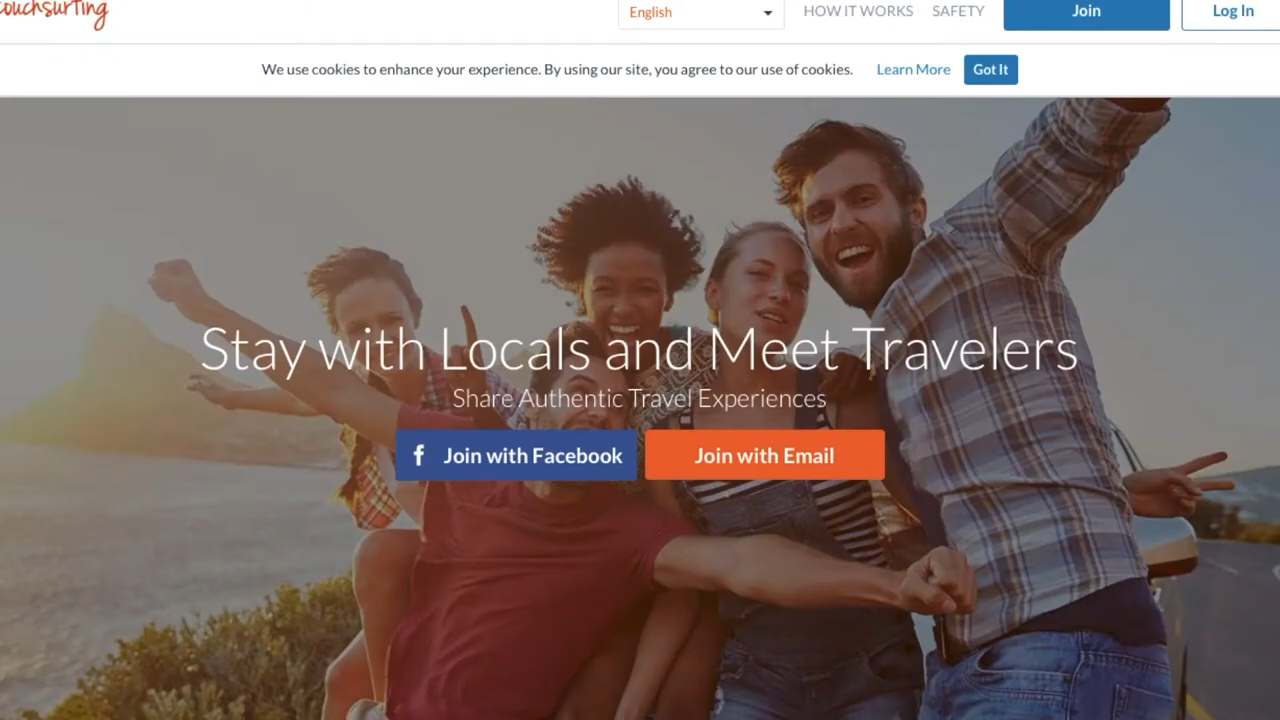 couchsurfing
English
HOW IT WORKS
SAFETY
Join
Log In
We use cookies to enhance your experience. By using our site, you agree to our use of cookies.
Learn More
Got It
Stay with Locals and Meet Travelers
Share Authentic Travel Experiences
f Join with Facebook
Join with Email